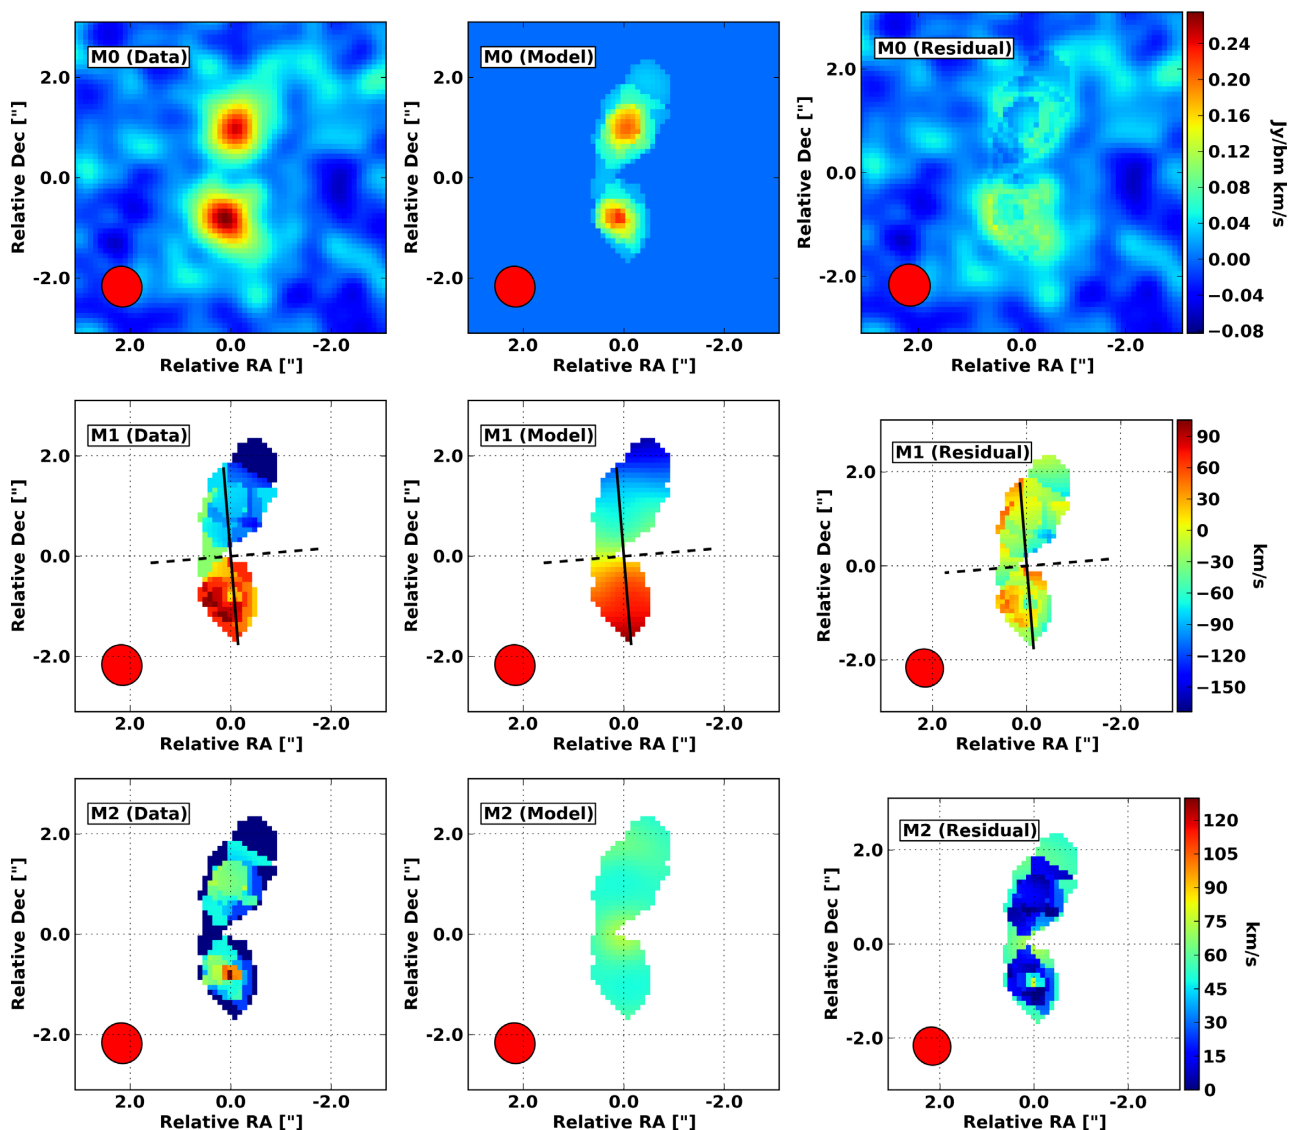 M0 (Data)
2.0
0.0
-2.0
Relative Dec ["]
2.0 0.0 -2.0
Relative RA ["]
M0 (Model)
2.0
0.0
-2.0
Relative Dec ["]
2.0 0.0 -2.0
Relative RA ["]
M0 (Residual)
2.0
0.0
-2.0
Relative Dec ["]
2.0 0.0 -2.0
Relative RA ["]
0.24
0.20
0.16
0.12
0.08
0.04
0.00
−0.04
−0.08
Jy/bm km/s
M1 (Data)
2.0
0.0
-2.0
Relative Dec ["]
2.0 0.0 -2.0
Relative RA ["]
M1 (Model)
2.0
0.0
-2.0
Relative Dec ["]
2.0 0.0 -2.0
Relative RA ["]
M1 (Residual)
2.0
0.0
-2.0
Relative Dec ["]
2.0 0.0 -2.0
Relative RA ["]
90
60
30
0
−30
−60
−90
−120
−150
km/s
M2 (Data)
2.0
0.0
-2.0
Relative Dec ["]
2.0 0.0 -2.0
Relative RA ["]
M2 (Model)
2.0
0.0
-2.0
Relative Dec ["]
2.0 0.0 -2.0
Relative RA ["]
M2 (Residual)
2.0
0.0
-2.0
Relative Dec ["]
2.0 0.0 -2.0
Relative RA ["]
120
105
90
75
60
45
30
15
0
km/s